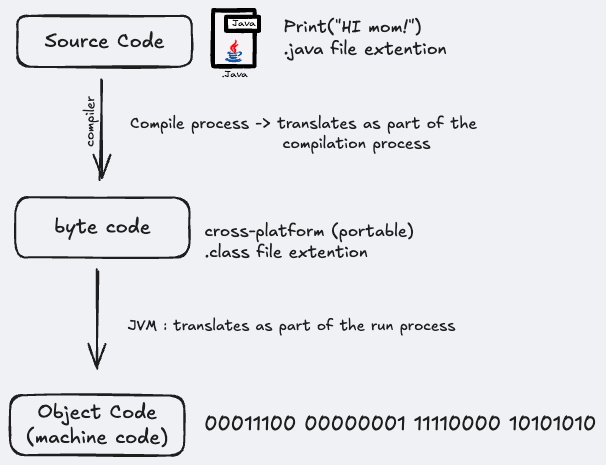 Source Code
Java
.Java
Print("HI mom!")
.java file extention
compiler
Compile process -> translates as part of the
compilation process
byte code
cross-platform (portable)
.class file extention
JVM : translates as part of the run process
Object Code
(machine code)
00011100 00000001 11110000 10101010